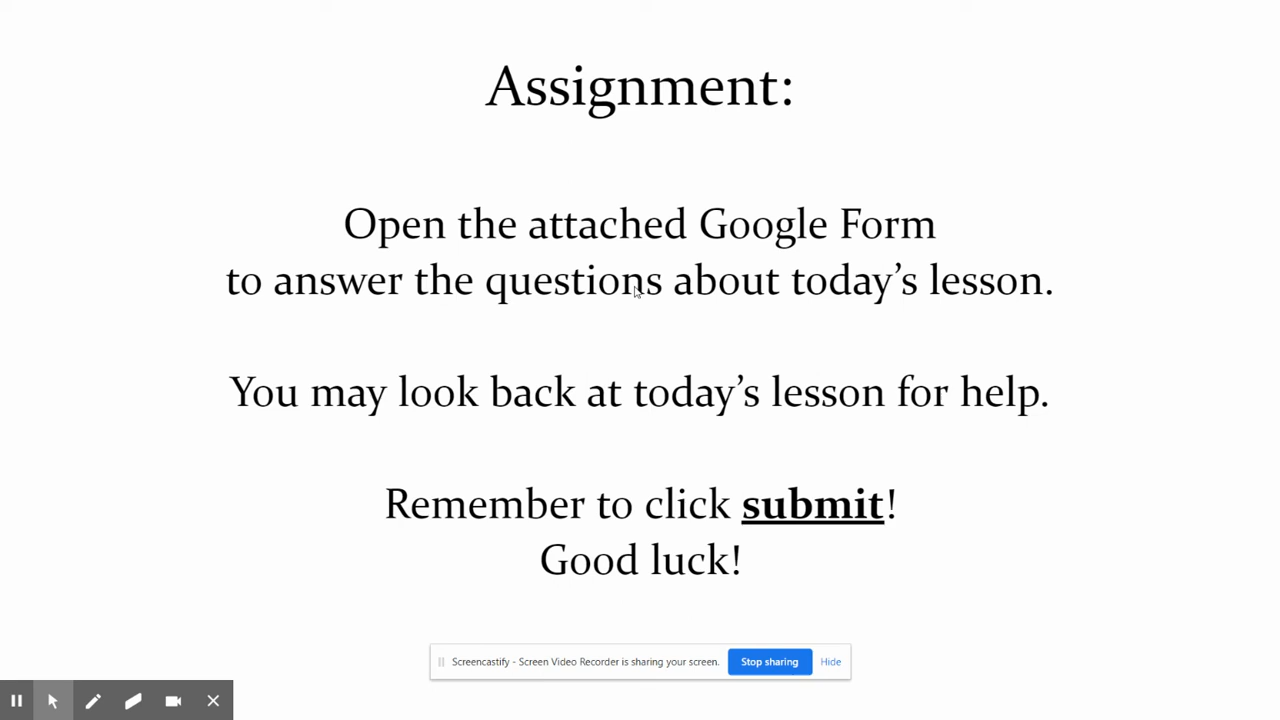 Assignment:
Open the attached Google Form
to answer the questions about today’s lesson.
You may look back at today’s lesson for help.
Remember to click submit!
Good luck!
Screencastify - Screen Video Recorder is sharing your screen. Stop sharing Hide